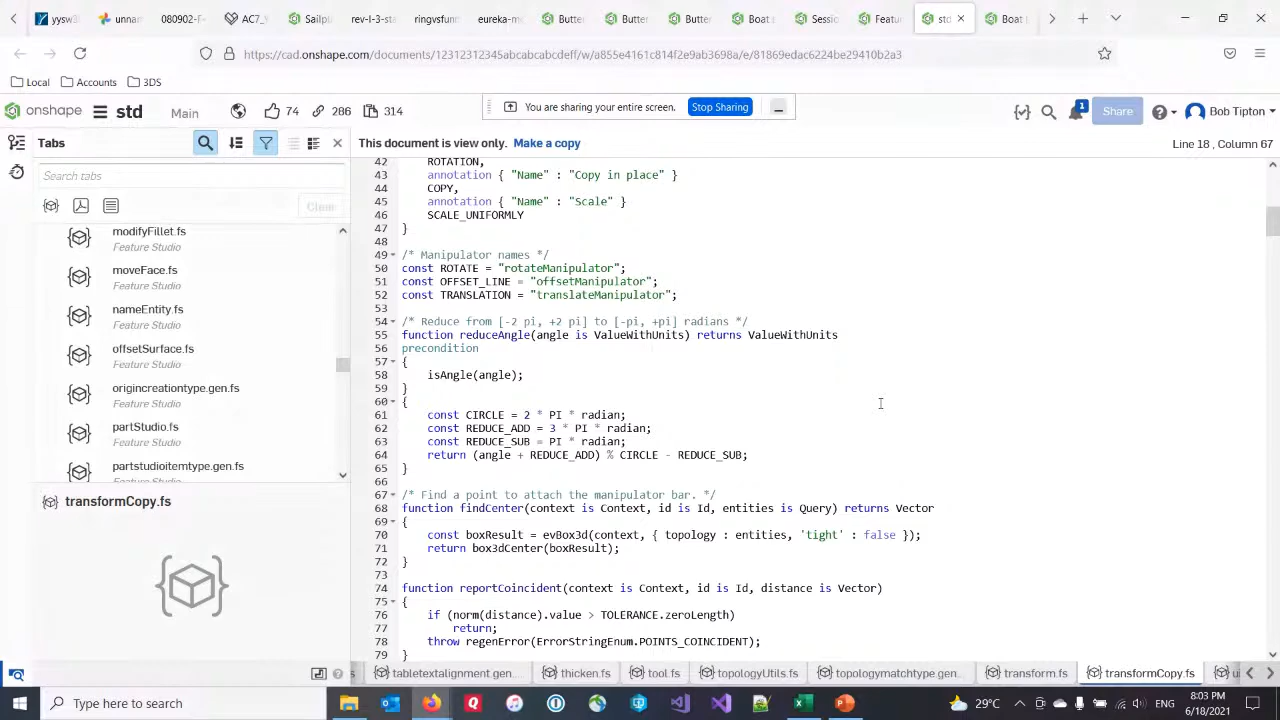 yysw8
unnan
080902-F
AC7_
Sailpla
rev-I-3-sta
ringvsfunc
eureka-mo
Butter
Butter
Butter
Boat
Sessio
Featur
std
Boat L
https://cad.onshape.com/documents/12312312345abcabcabcdeff/w/a855e4161c814f2e9ab3698a/e/81869edac6224be29410b2a3
Local
Accounts
3DS
onshape
std
Main
74
286
314
You are sharing your entire screen.
Stop Sharing
1
Share
Bob Tipton
Tabs
This document is view only.
Make a copy
Line 18 , Column 67
Search tabs
Clear
modifyFillet.fs
Feature Studio
moveFace.fs
Feature Studio
nameEntity.fs
Feature Studio
offsetSurface.fs
Feature Studio
origincreationtype.gen.fs
Feature Studio
partStudio.fs
Feature Studio
partstudioitemtype.gen.fs
transformCopy.fs
42 ROTATION,
43 annotation { "Name" : "Copy in place" }
44 COPY,
45 annotation { "Name" : "Scale" }
46 SCALE_UNIFORMLY
47 }
48
49 /* Manipulator names */
50 const ROTATE = "rotateManipulator";
51 const OFFSET_LINE = "offsetManipulator";
52 const TRANSLATION = "translateManipulator";
53
54 /* Reduce from [-2 pi, +2 pi] to [-pi, +pi] radians */
55 function reduceAngle(angle is ValueWithUnits) returns ValueWithUnits
56 precondition
57 {
58 isAngle(angle);
59 }
60 {
61 const CIRCLE = 2 * PI * radian;
62 const REDUCE_ADD = 3 * PI * radian;
63 const REDUCE_SUB = PI * radian;
64 return (angle + REDUCE_ADD) % CIRCLE - REDUCE_SUB;
65 }
66
67 /* Find a point to attach the manipulator bar. */
68 function findCenter(context is Context, id is Id, entities is Query) returns Vector
69 {
70 const boxResult = evBox3d(context, { topology : entities, 'tight' : false });
71 return box3dCenter(boxResult);
72 }
73
74 function reportCoincident(context is Context, id is Id, distance is Vector)
75 {
76 if (norm(distance).value > TOLERANCE.zeroLength)
77 return;
78 throw regenError(ErrorStringEnum.POINTS_COINCIDENT);
79 }
tabletextalignment.gen.
thicken.fs
tool.fs
topologyUtils.fs
topologymatchtype.gen.
transform.fs
transformCopy.fs
Type here to search
29°C
ENG
8:03 PM
6/18/2021